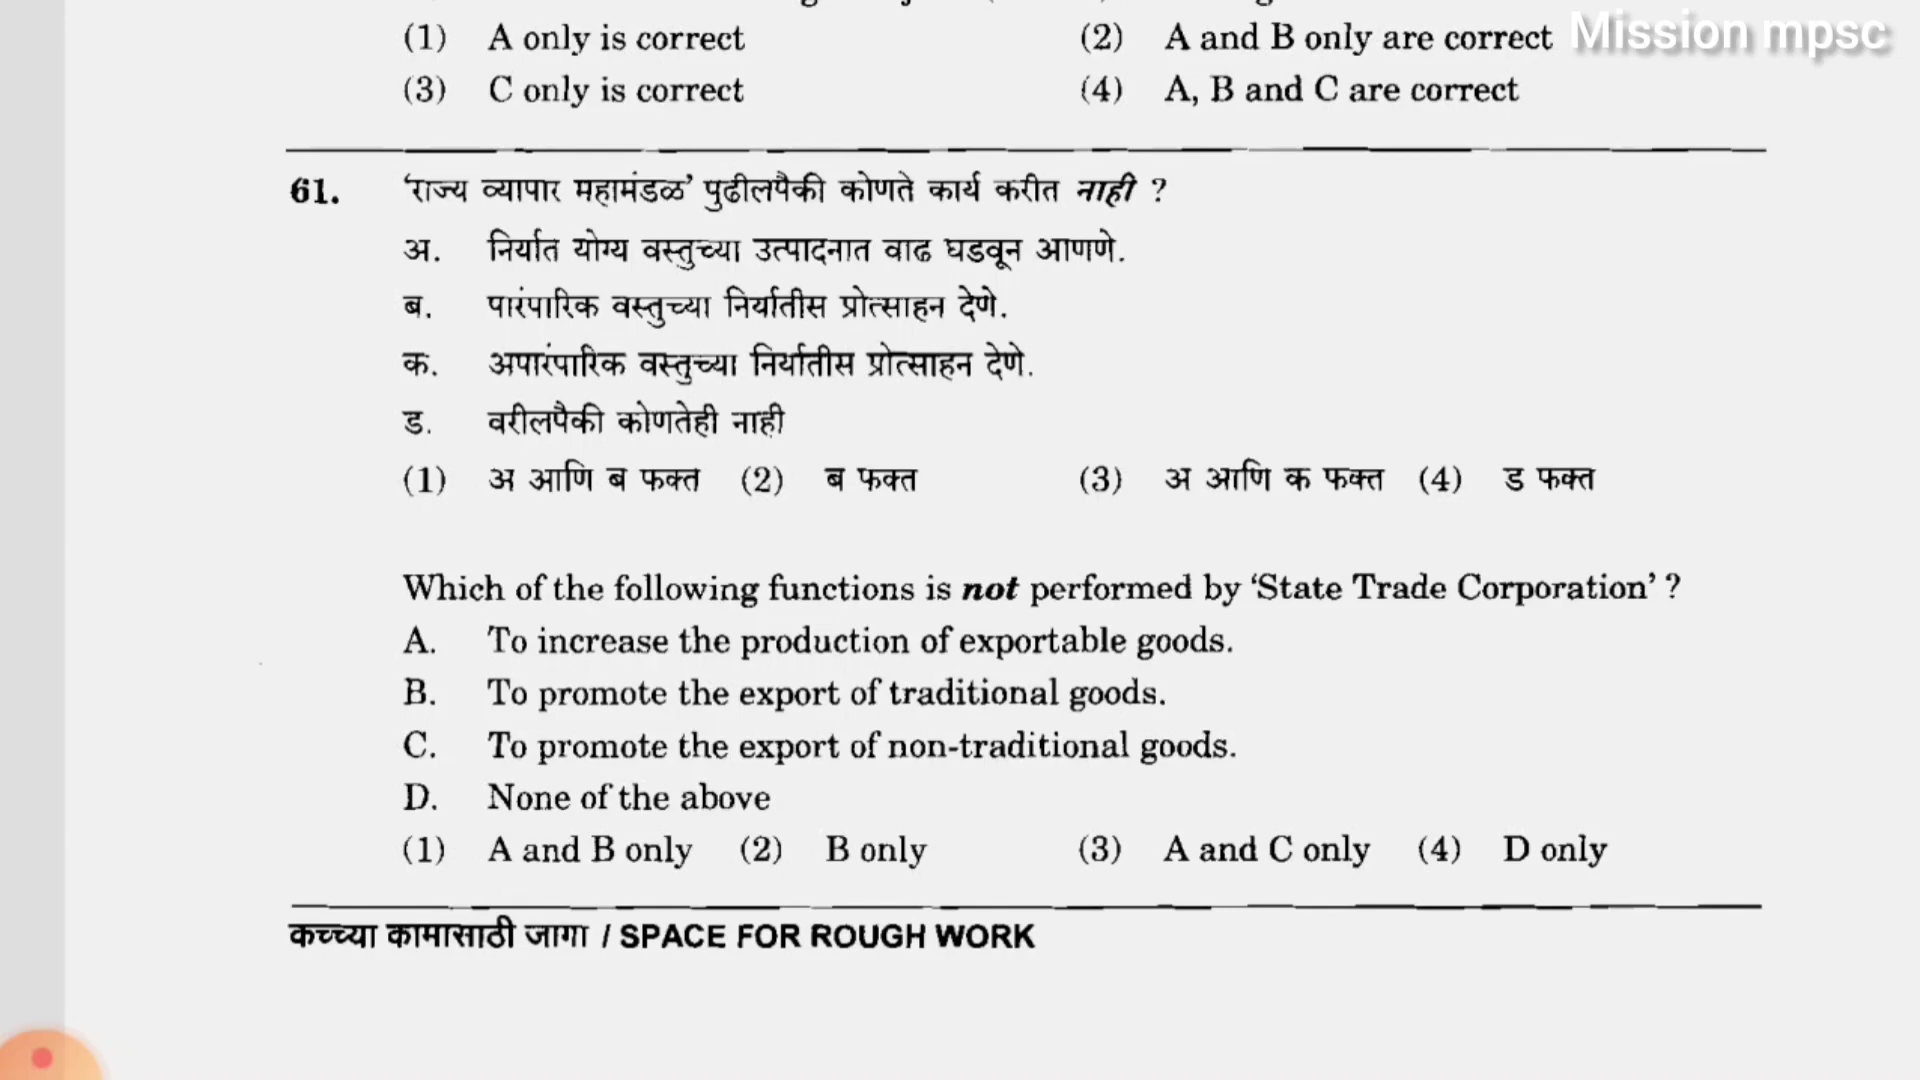 (1) A only is correct (2) A and B only are correct Mission mpsc
(3) C only is correct (4) A, B and C are correct
61. 'राज्य व्यापार महामंडळ' पुढीलपैकी कोणते कार्य करीत नाही ?
अ. निर्यात योग्य वस्तुच्या उत्पादनात वाढ घडवून आणणे.
ब. पारंपारिक वस्तुच्या निर्यातीस प्रोत्साहन देणे.
क. अपारंपारिक वस्तुच्या निर्यातीस प्रोत्साहन देणे.
ड. वरीलपैकी कोणतेही नाही
(1) अ आणि ब फक्त (2) ब फक्त (3) अ आणि क फक्त (4) ड फक्त
Which of the following functions is not performed by 'State Trade Corporation' ?
A. To increase the production of exportable goods.
B. To promote the export of traditional goods.
C. To promote the export of non-traditional goods.
D. None of the above
(1) A and B only (2) B only (3) A and C only (4) D only
कच्च्या कामासाठी जागा / SPACE FOR ROUGH WORK